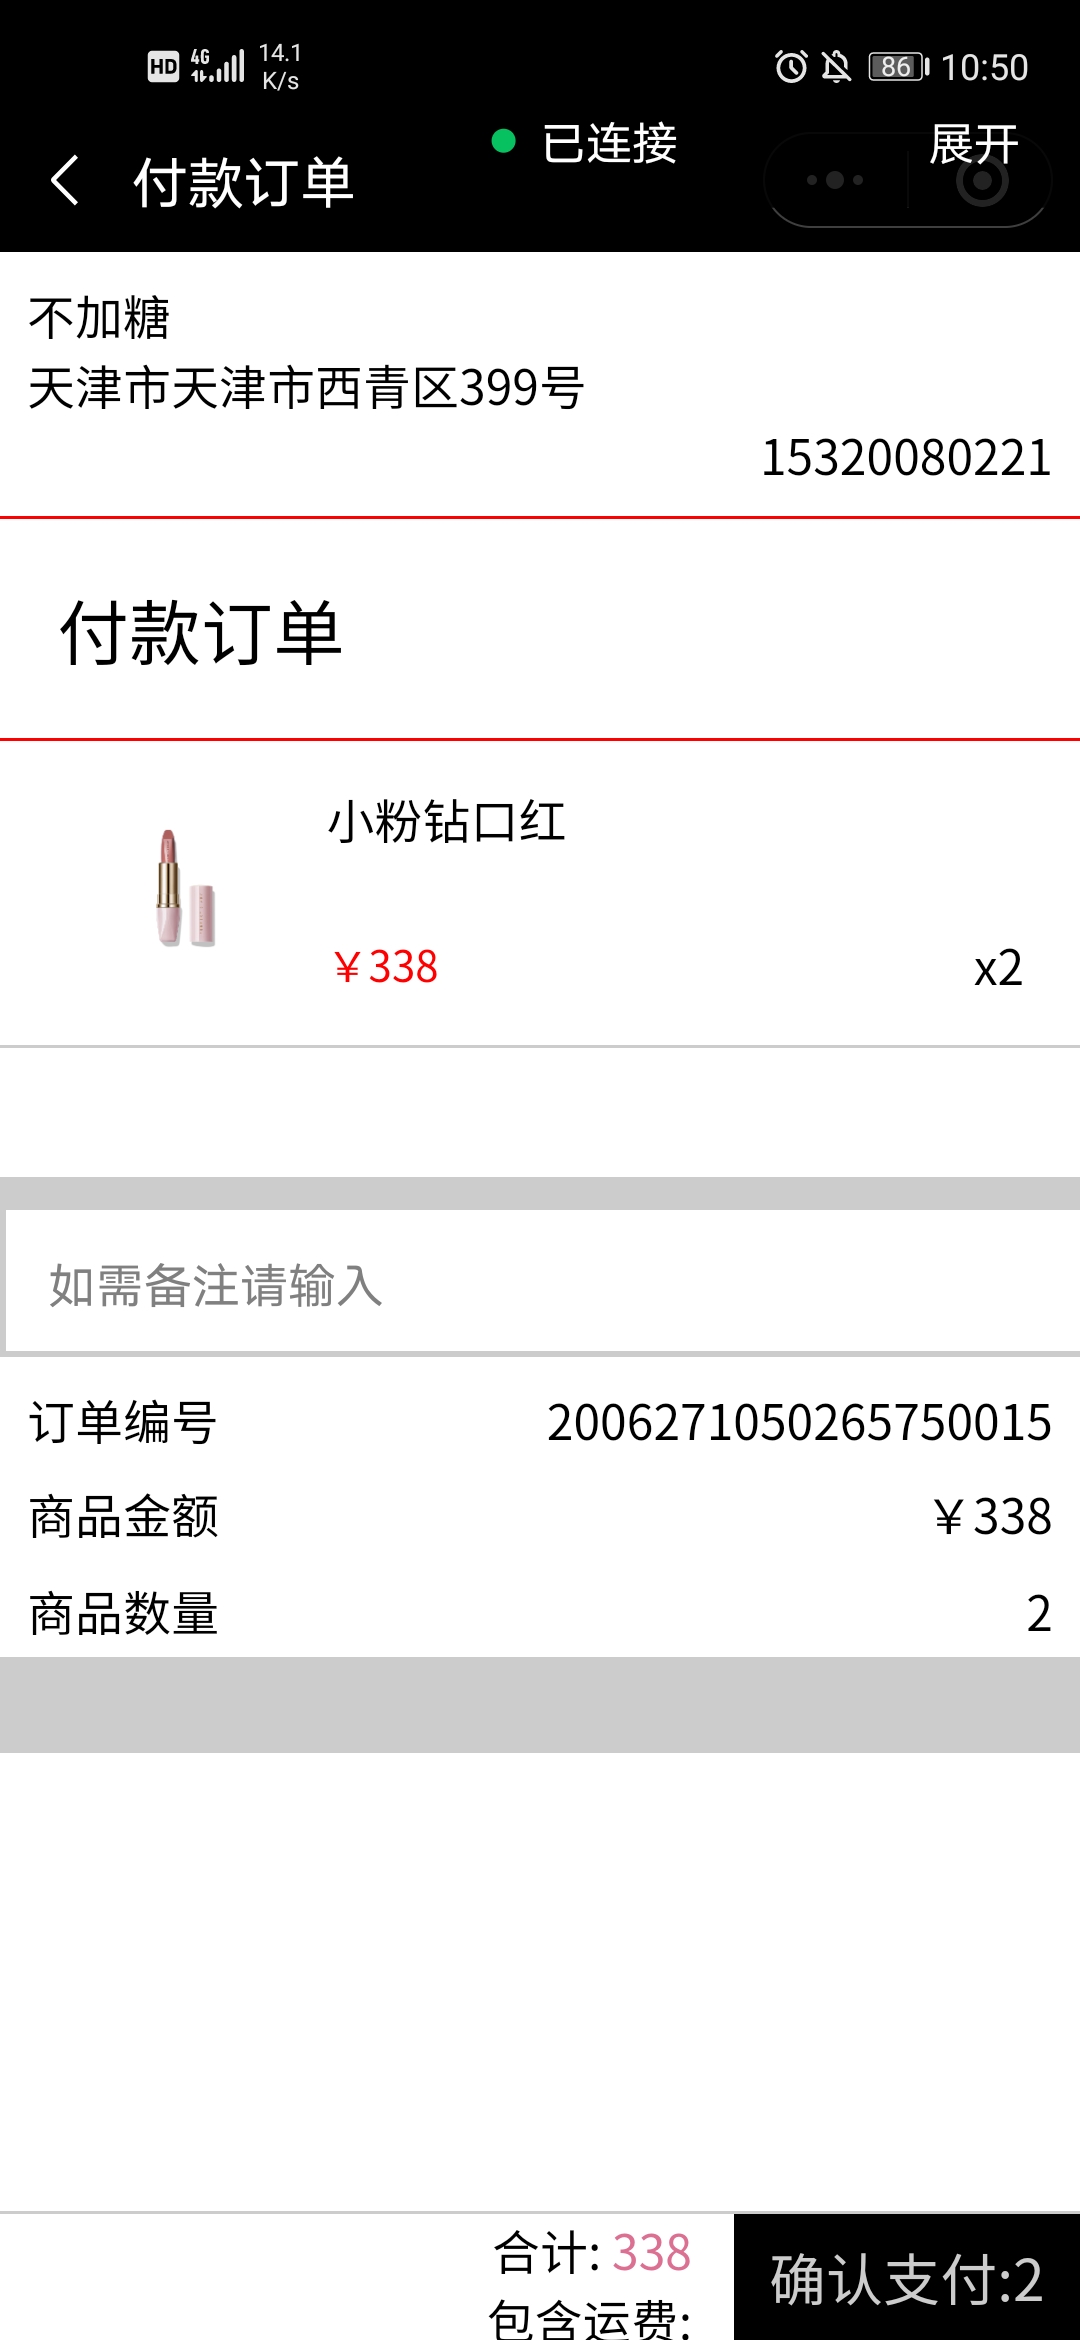 HD 4G 14.1 K/s 86 10:50
已连接 展开
付款订单
不加糖
天津市天津市西青区399号
15320080221
付款订单
小粉钻口红
￥338 x2
如需备注请输入
订单编号 2006271050265750015
商品金额 ￥338
商品数量 2
合计: 338
确认支付:2
包含运费: